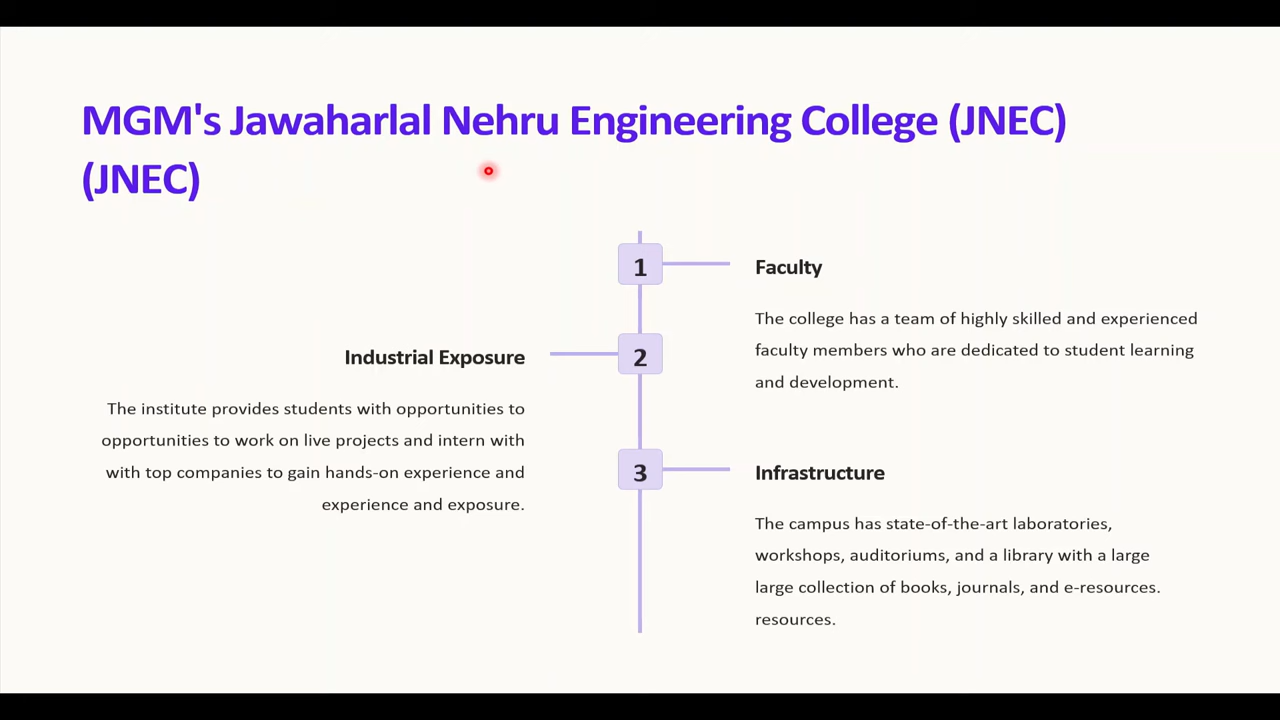 MGM's Jawaharlal Nehru Engineering College (JNEC)
(JNEC)
1
Faculty
The college has a team of highly skilled and experienced
faculty members who are dedicated to student learning
and development.
2
Industrial Exposure
The institute provides students with opportunities to
opportunities to work on live projects and intern with
with top companies to gain hands-on experience and
experience and exposure.
3
Infrastructure
The campus has state-of-the-art laboratories,
workshops, auditoriums, and a library with a large
large collection of books, journals, and e-resources.
resources.